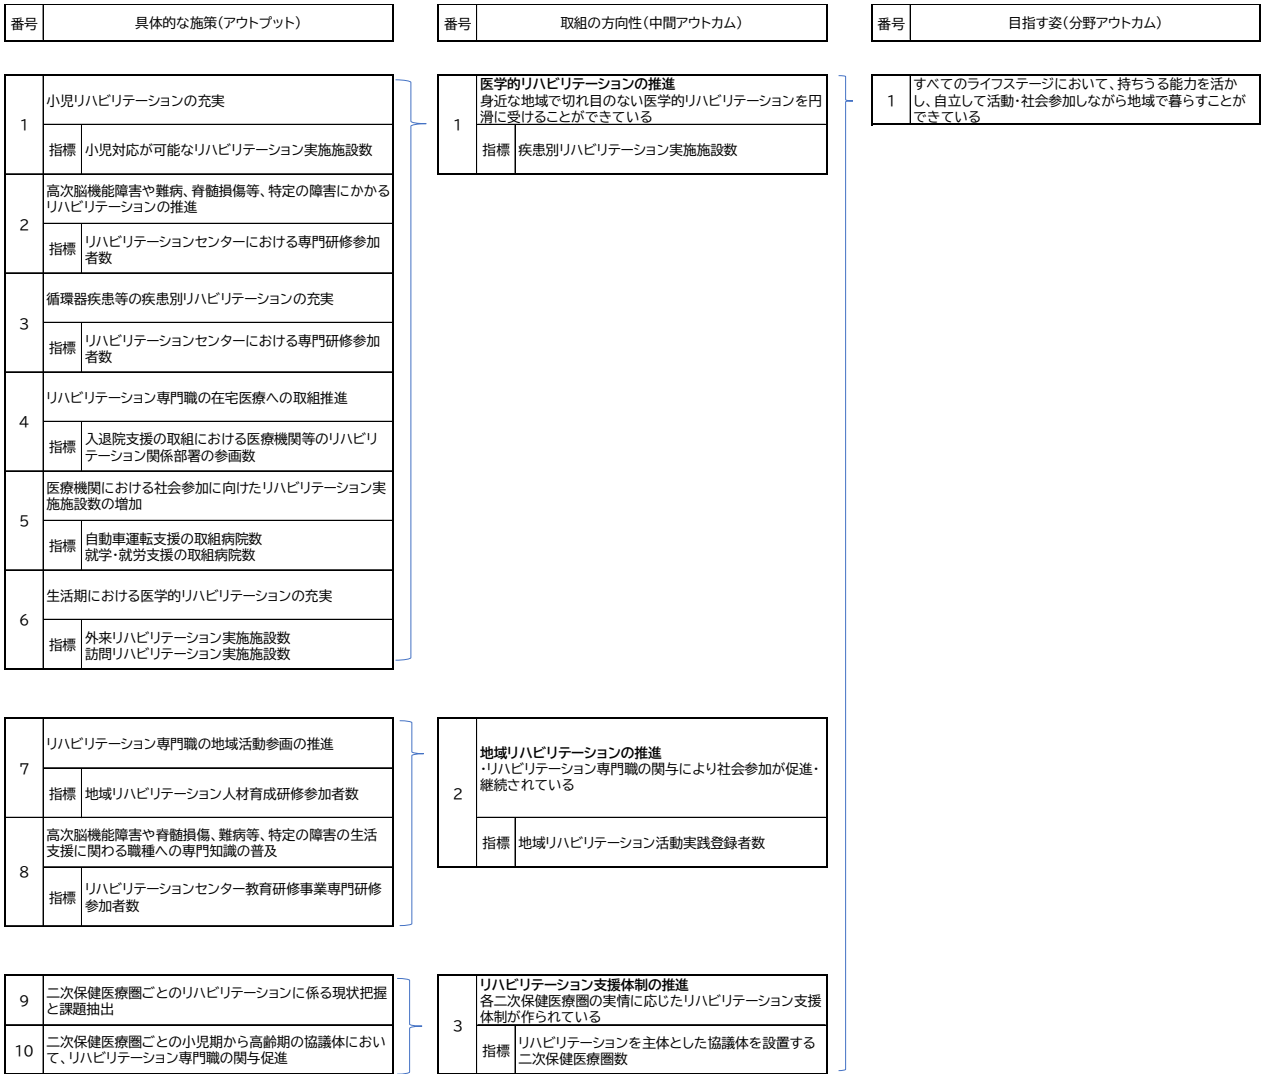 番号
具体的な施策（アウトプット）
番号
取組の方向性（中間アウトカム）
番号
目指す姿（分野アウトカム）
1
小児リハビリテーションの充実
指標
小児対応が可能なリハビリテーション実施施設数
2
高次脳機能障害や難病、脊髄損傷等、特定の障害にかかる
リハビリテーションの推進
指標
リハビリテーションセンターにおける専門研修参加
者数
3
循環器疾患等の疾患別リハビリテーションの充実
指標
リハビリテーションセンターにおける専門研修参加
者数
4
リハビリテーション専門職の在宅医療への取組推進
指標
入退院支援の取組における医療機関等のリハビリ
テーション関係部署の参画数
5
医療機関における社会参加に向けたリハビリテーション実
施施設数の増加
指標
自動車運転支援の取組病院数
就学・就労支援の取組病院数
6
生活期における医学的リハビリテーションの充実
指標
外来リハビリテーション実施施設数
訪問リハビリテーション実施施設数
1
医学的リハビリテーションの推進
身近な地域で切れ目のない医学的リハビリテーションを円
滑に受けることができている
指標
疾患別リハビリテーション実施施設数
1
すべてのライフステージにおいて、持ちうる能力を活か
し、自立して活動・社会参加しながら地域で暮らすことが
できている
7
リハビリテーション専門職の地域活動参画の推進
指標
地域リハビリテーション人材育成研修参加者数
8
高次脳機能障害や脊髄損傷、難病等、特定の障害の生活
支援に関わる職種への専門知識の普及
指標
リハビリテーションセンター教育研修事業専門研修
参加者数
2
地域リハビリテーションの推進
・リハビリテーション専門職の関与により社会参加が促進・
継続されている
指標
地域リハビリテーション活動実践登録者数
9
二次保健医療圏ごとのリハビリテーションに係る現状把握
と課題抽出
10
二次保健医療圏ごとの小児期から高齢期の協議体におい
て、リハビリテーション専門職の関与促進
3
リハビリテーション支援体制の推進
各二次保健医療圏の実情に応じたリハビリテーション支援
体制が作られている
指標
リハビリテーションを主体とした協議体を設置する
二次保健医療圏数